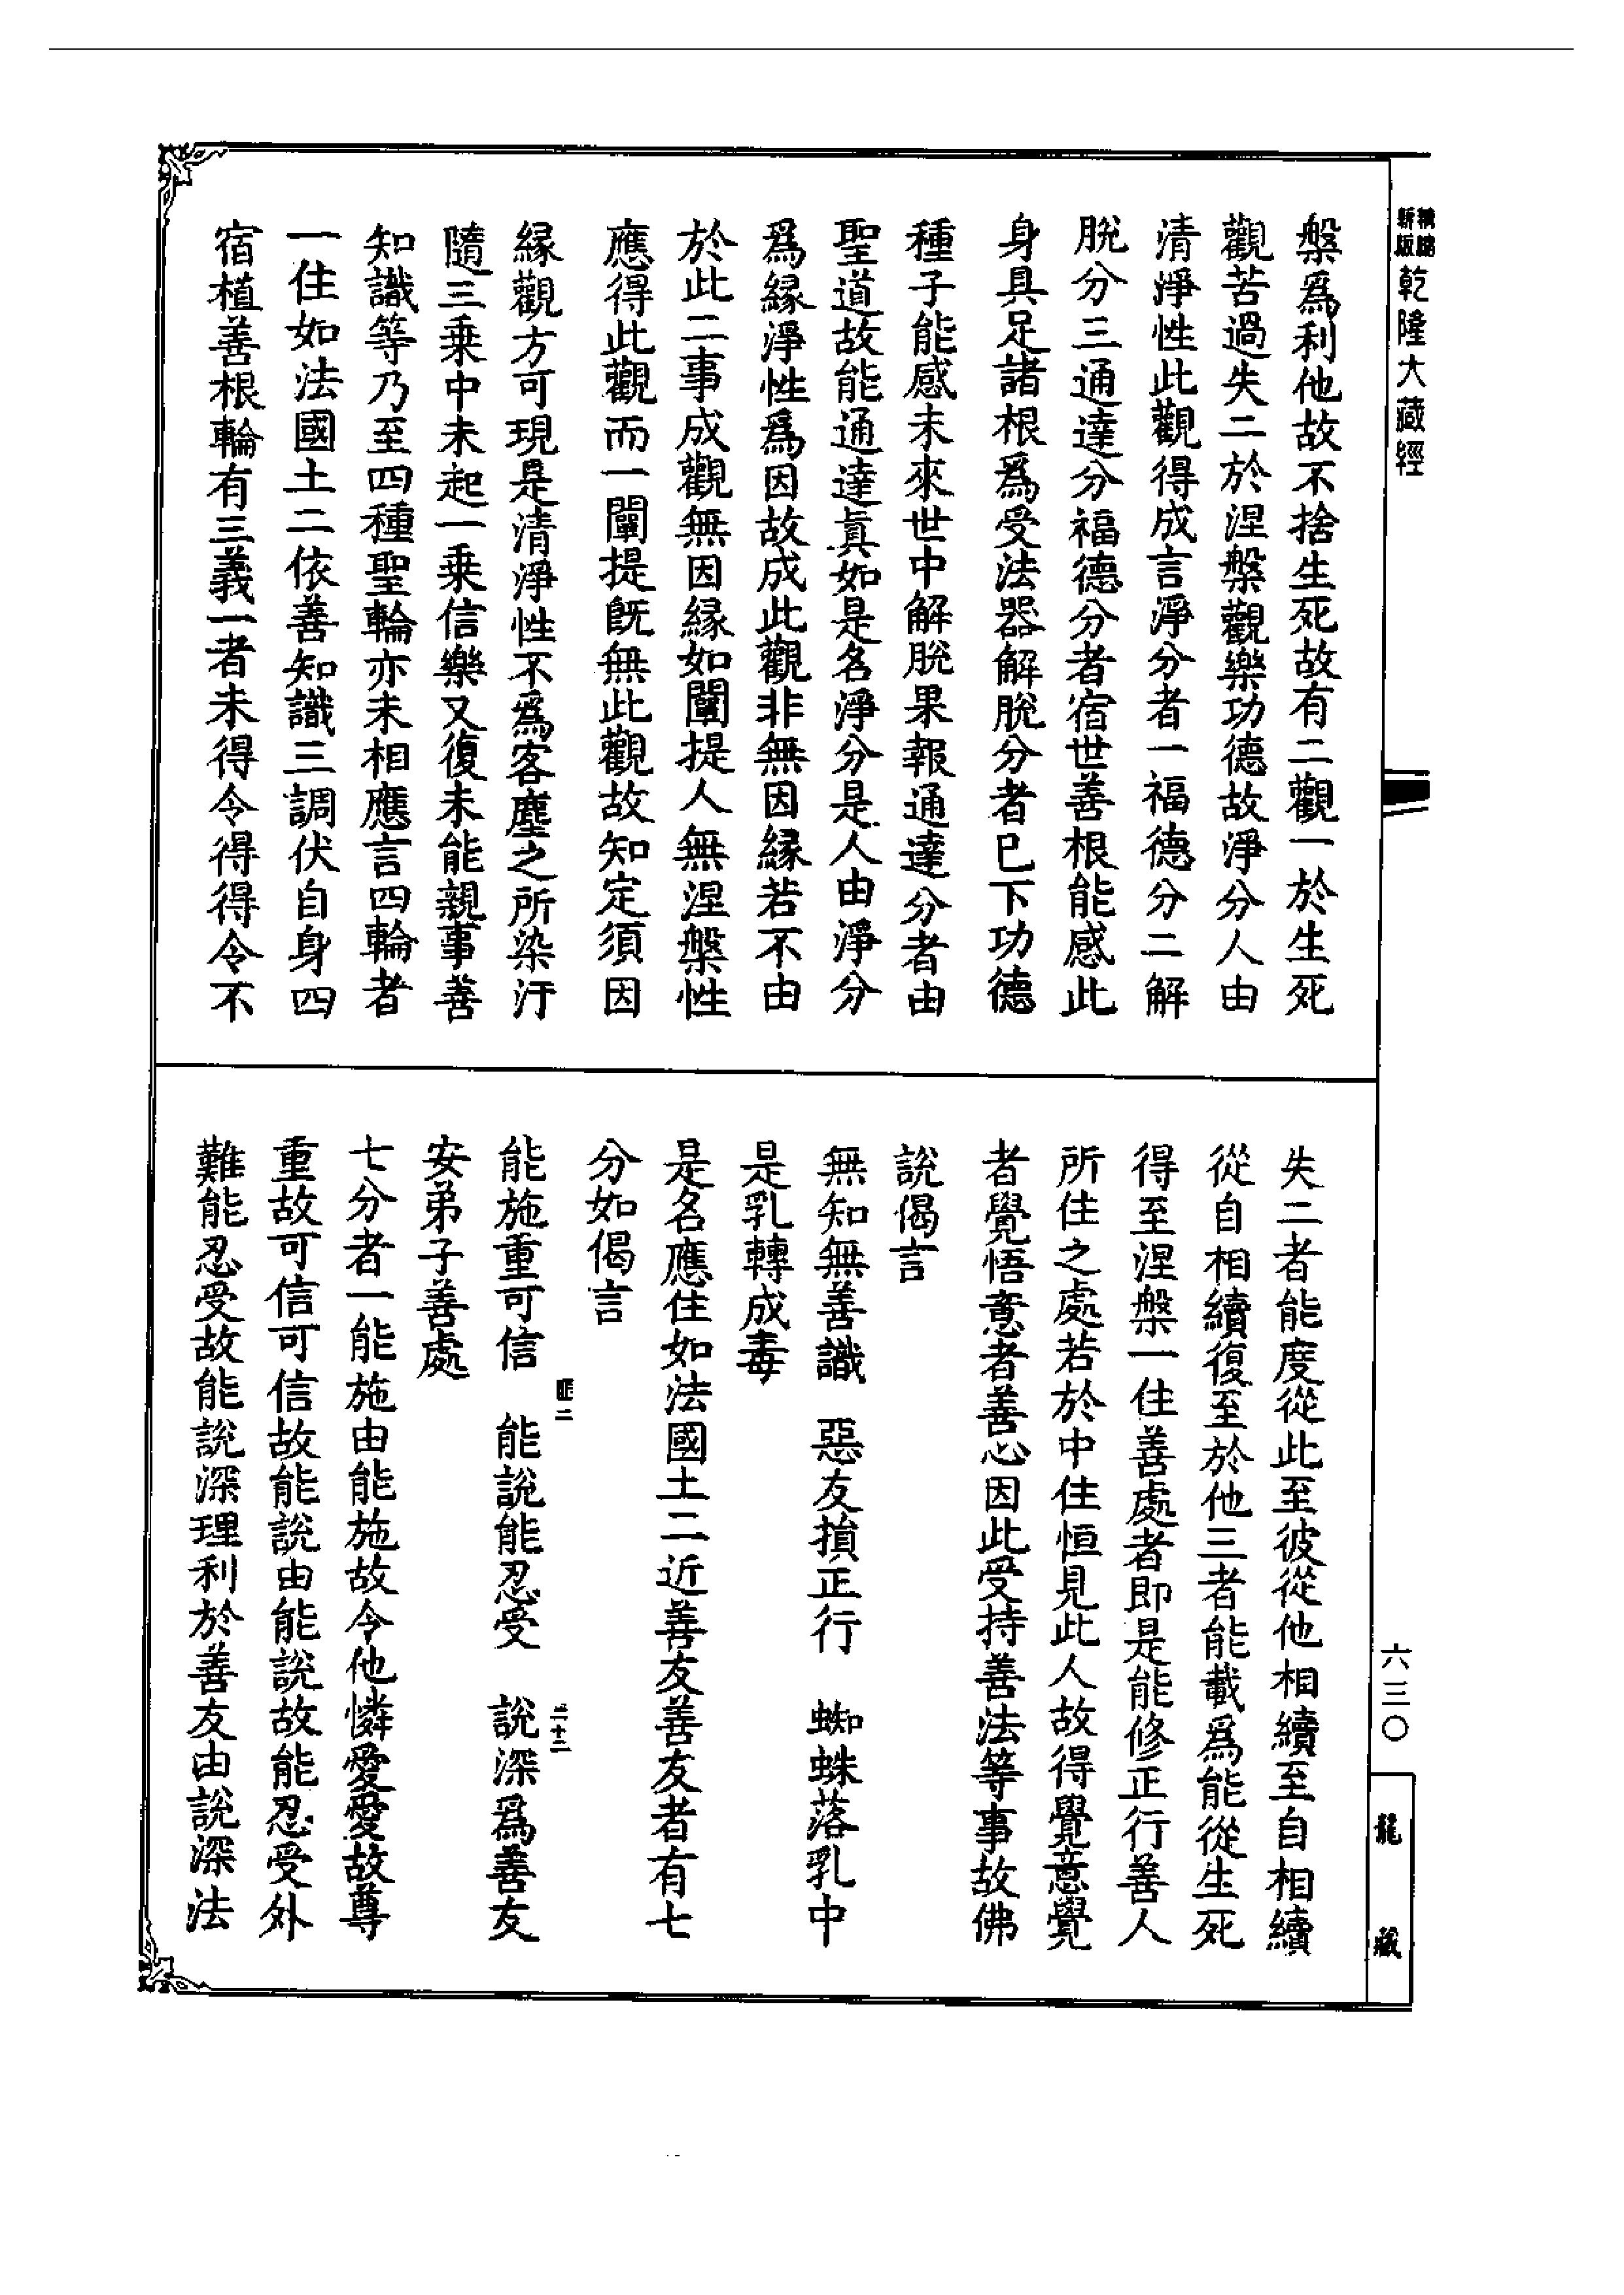 精縮
新版
乾隆大藏經
槃爲利他故不捨生死故有二觀一於生死
觀苦過失二於涅槃觀樂功德故淨分人由
清淨性此觀得成言淨分者一福德分二解
脫分三通達分福德分者宿世善根能感此
身具足諸根爲受法器解脫分者已下功德
種子能感未來世中解脫果報通達分者由
聖道故能通達真如是名淨分是人由淨分
爲緣淨性爲因故成此觀非無因緣若不由
於此二事成觀無因緣如闡提人無涅槃性
應得此觀而一闡提既無此觀故知定須因
緣觀方可現是清淨性不爲客塵之所染汙
隨三乘中未起一乘信樂又復未能親事善
知識等乃至四種聖輪亦未相應言四輪者
一住如法國土二依善知識三調伏自身四
宿植善根輪有三義一者未得令得得令不
失二者能度從此至彼從他相續至自相續
從自相續復至於他三者能載爲能從生死
得至涅槃一住善處者即是能修正行善人
所住之處若於中住恒見此人故得覺意覺
者覺悟意者善心因此受持善法等事故佛
說偈言
無知無善識　惡友損正行　蜘蛛落乳中
是乳轉成毒
是名應住如法國土二近善友善友者有七
分如偈言
能施重可信　能說能忍受　說深爲善友
安弟子善處
七分者一能施由能施故令他憐愛愛故尊
重故可信可信故能說由能說故能忍受外
難能忍受故能說深理利於善友由說深法
六三〇
龍藏